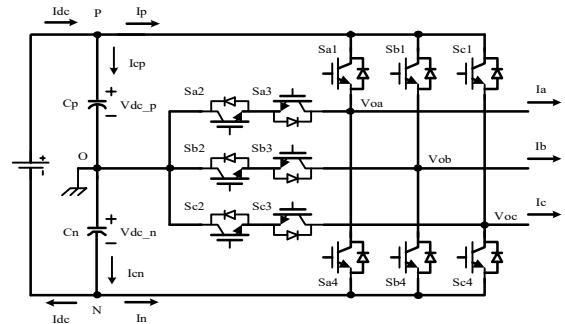 Idc P Ip
Icp
Sa1 Sb1 Sc1
Sa2 Sa3
Cp + Vdc_p −
Ia
Voa
Sb2 Sb3
+
-
O
Ib
Vob
Sc2 Sc3
Cn + Vdc_n −
Ic
Voc
Icn
Sa4 Sb4 Sc4
Idc N In